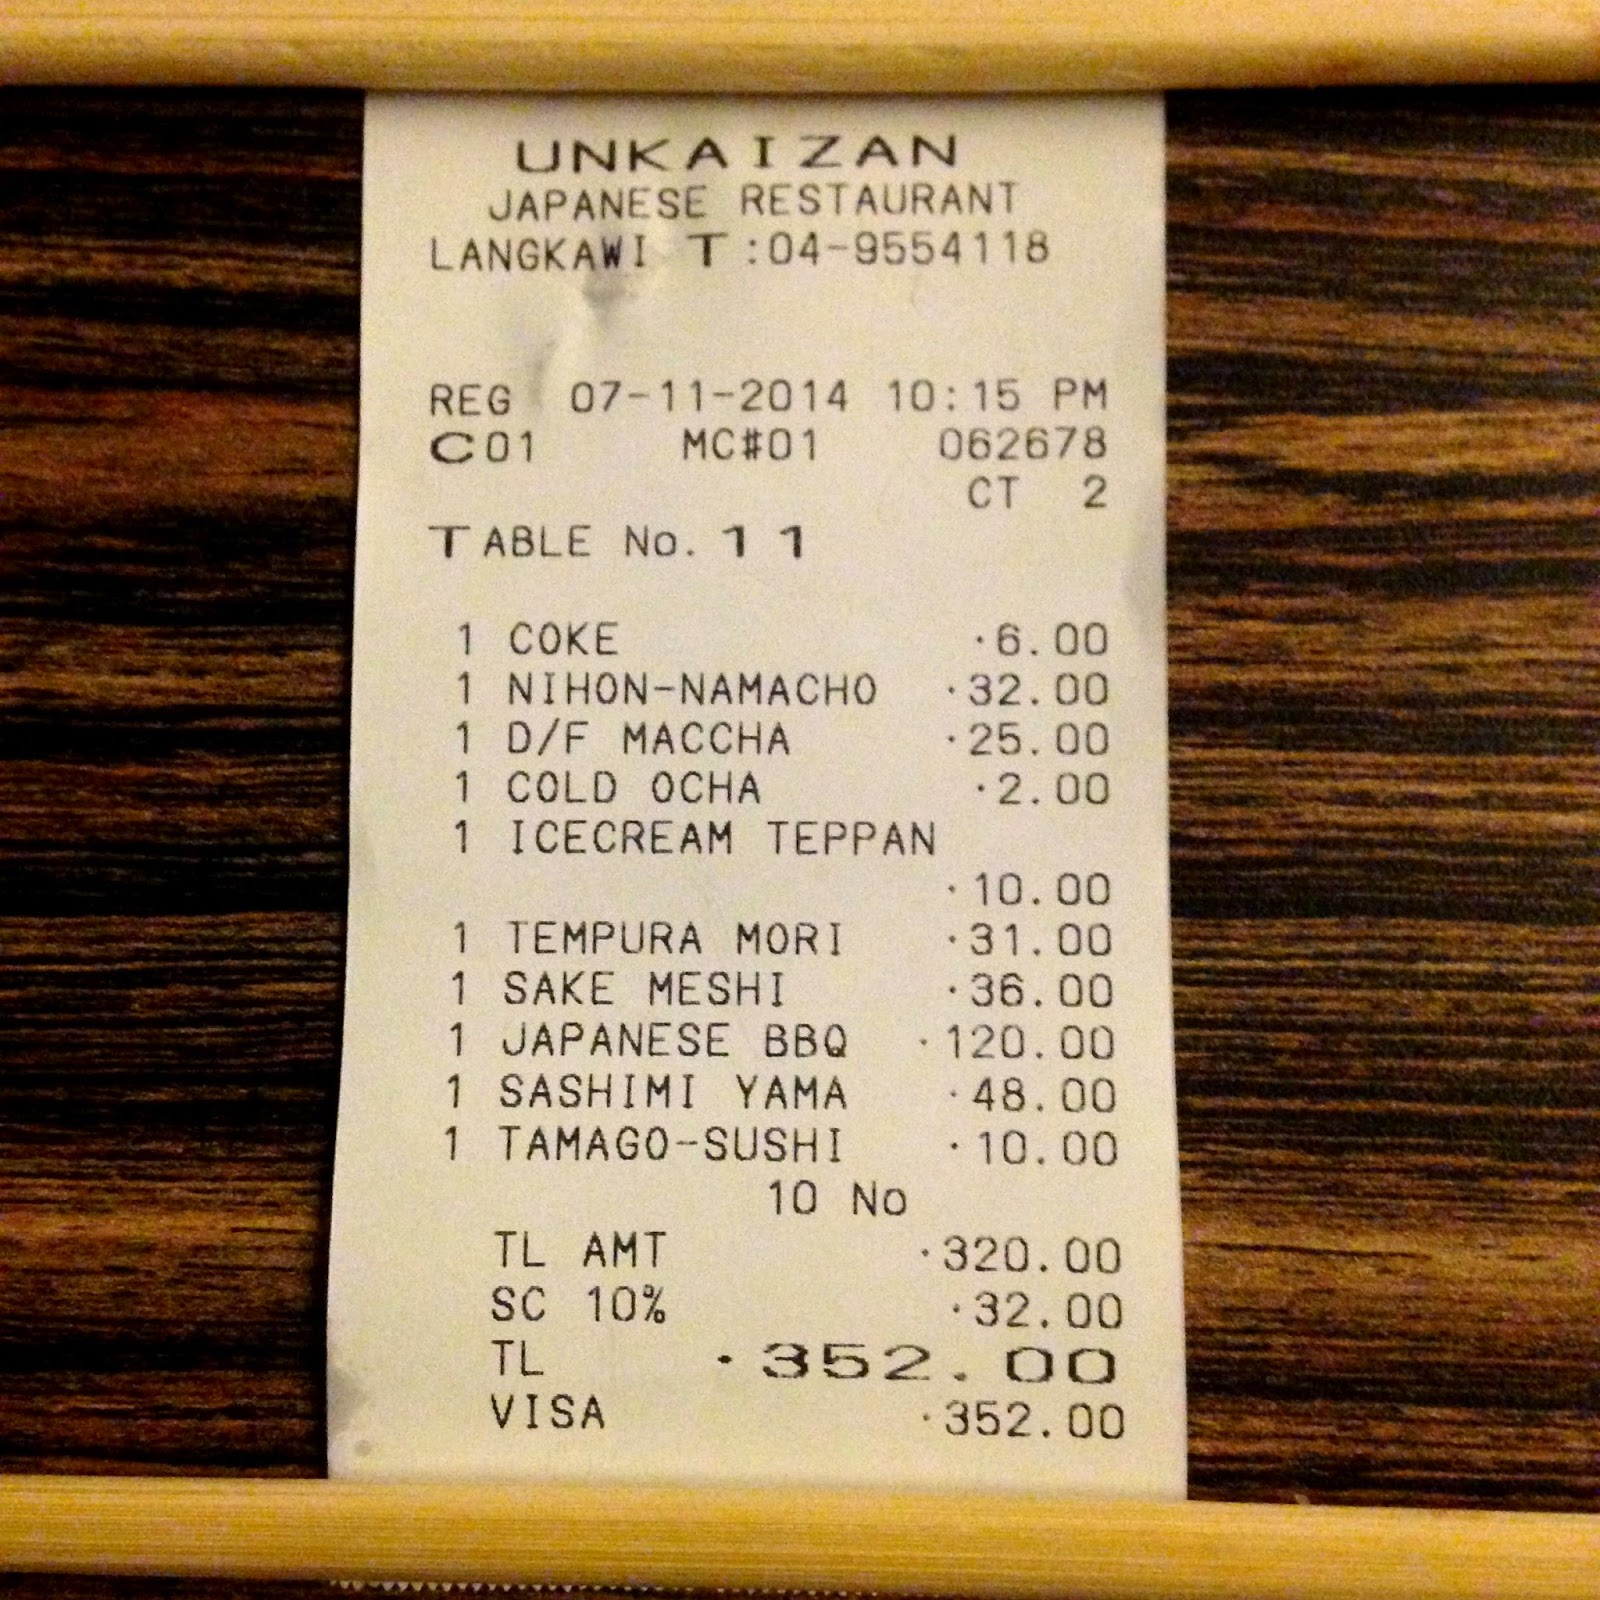 UNKAIZAN
JAPANESE RESTAURANT
LANGKAWI T:04-9554118
REG 07-11-2014 10:15 PM
C01 MC#01 062678
CT 2
TABLE No. 11
1 COKE ·6.00
1 NIHON-NAMACHO ·32.00
1 D/F MACCHA ·25.00
1 COLD OCHA ·2.00
1 ICECREAM TEPPAN
·10.00
1 TEMPURA MORI ·31.00
1 SAKE MESHI ·36.00
1 JAPANESE BBQ ·120.00
1 SASHIMI YAMA ·48.00
1 TAMAGO-SUSHI ·10.00
10 No
TL AMT ·320.00
SC 10% ·32.00
TL ·352.00
VISA ·352.00